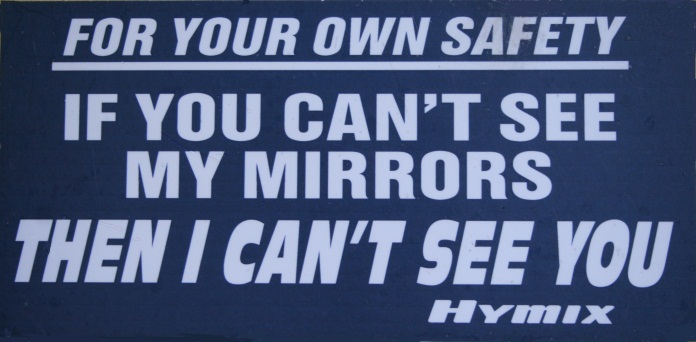 FOR YOUR OWN SAFETY
IF YOU CAN'T SEE
MY MIRRORS
THEN I CAN'T SEE YOU
HYMIX